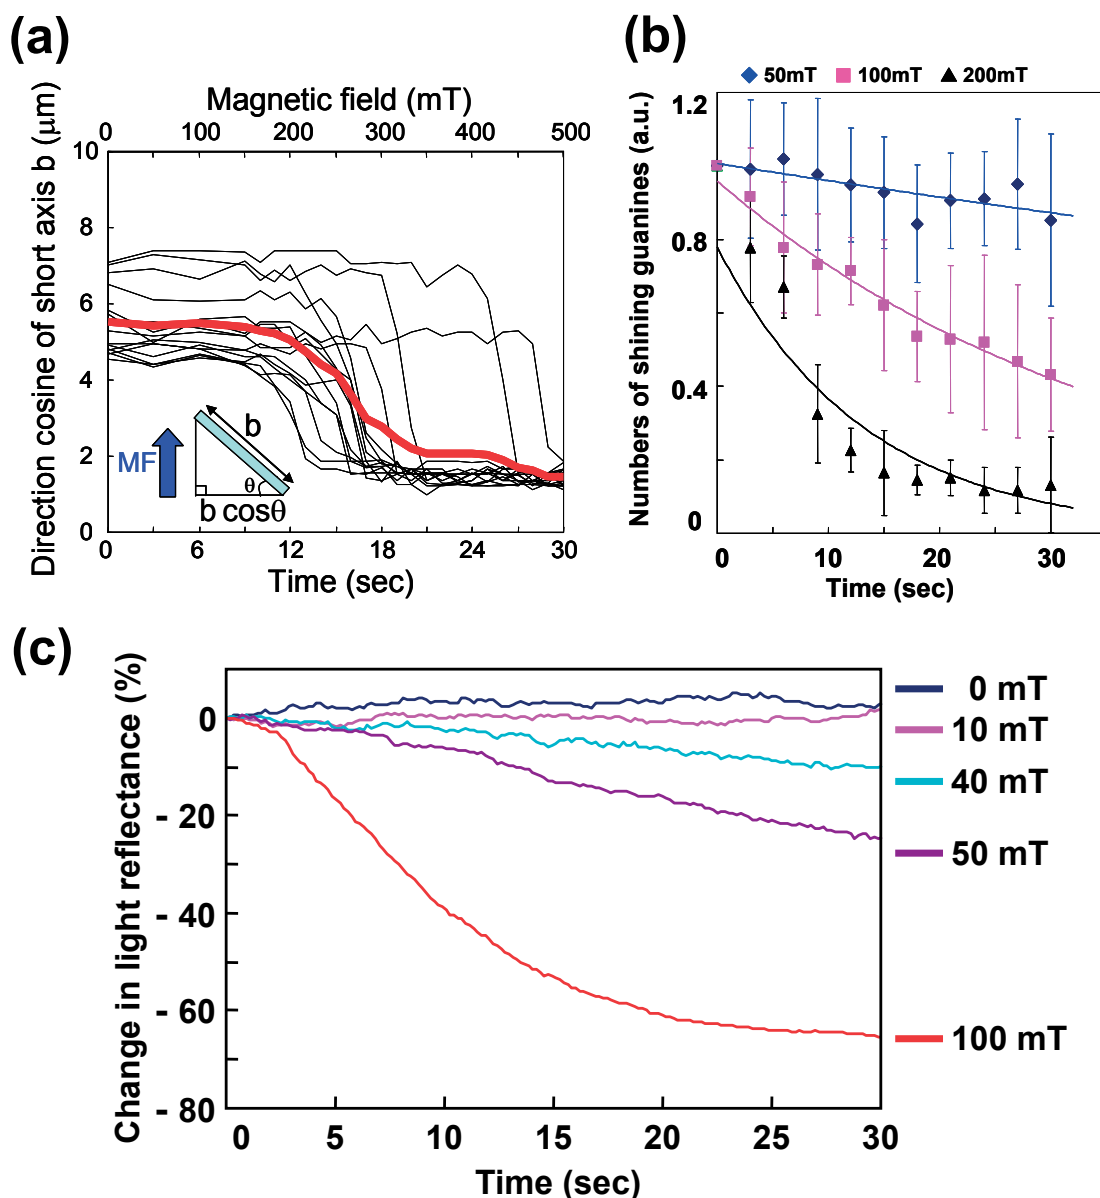 (a)
Magnetic field (mT)
0 100 200 300 400 500
Direction cosine of short axis b (μm)
10
8
6
4
2
0
MF
b
θ
b cosθ
0 6 12 18 24 30
Time (sec)
(b)
50mT 100mT 200mT
Numbers of shining guanines (a.u.)
1.2
0.8
0.4
0
0 10 20 30
Time (sec)
(c)
Change in light reflectance (%)
0
- 20
- 40
- 60
- 80
0 5 10 15 20 25 30
Time (sec)
0 mT
10 mT
40 mT
50 mT
100 mT